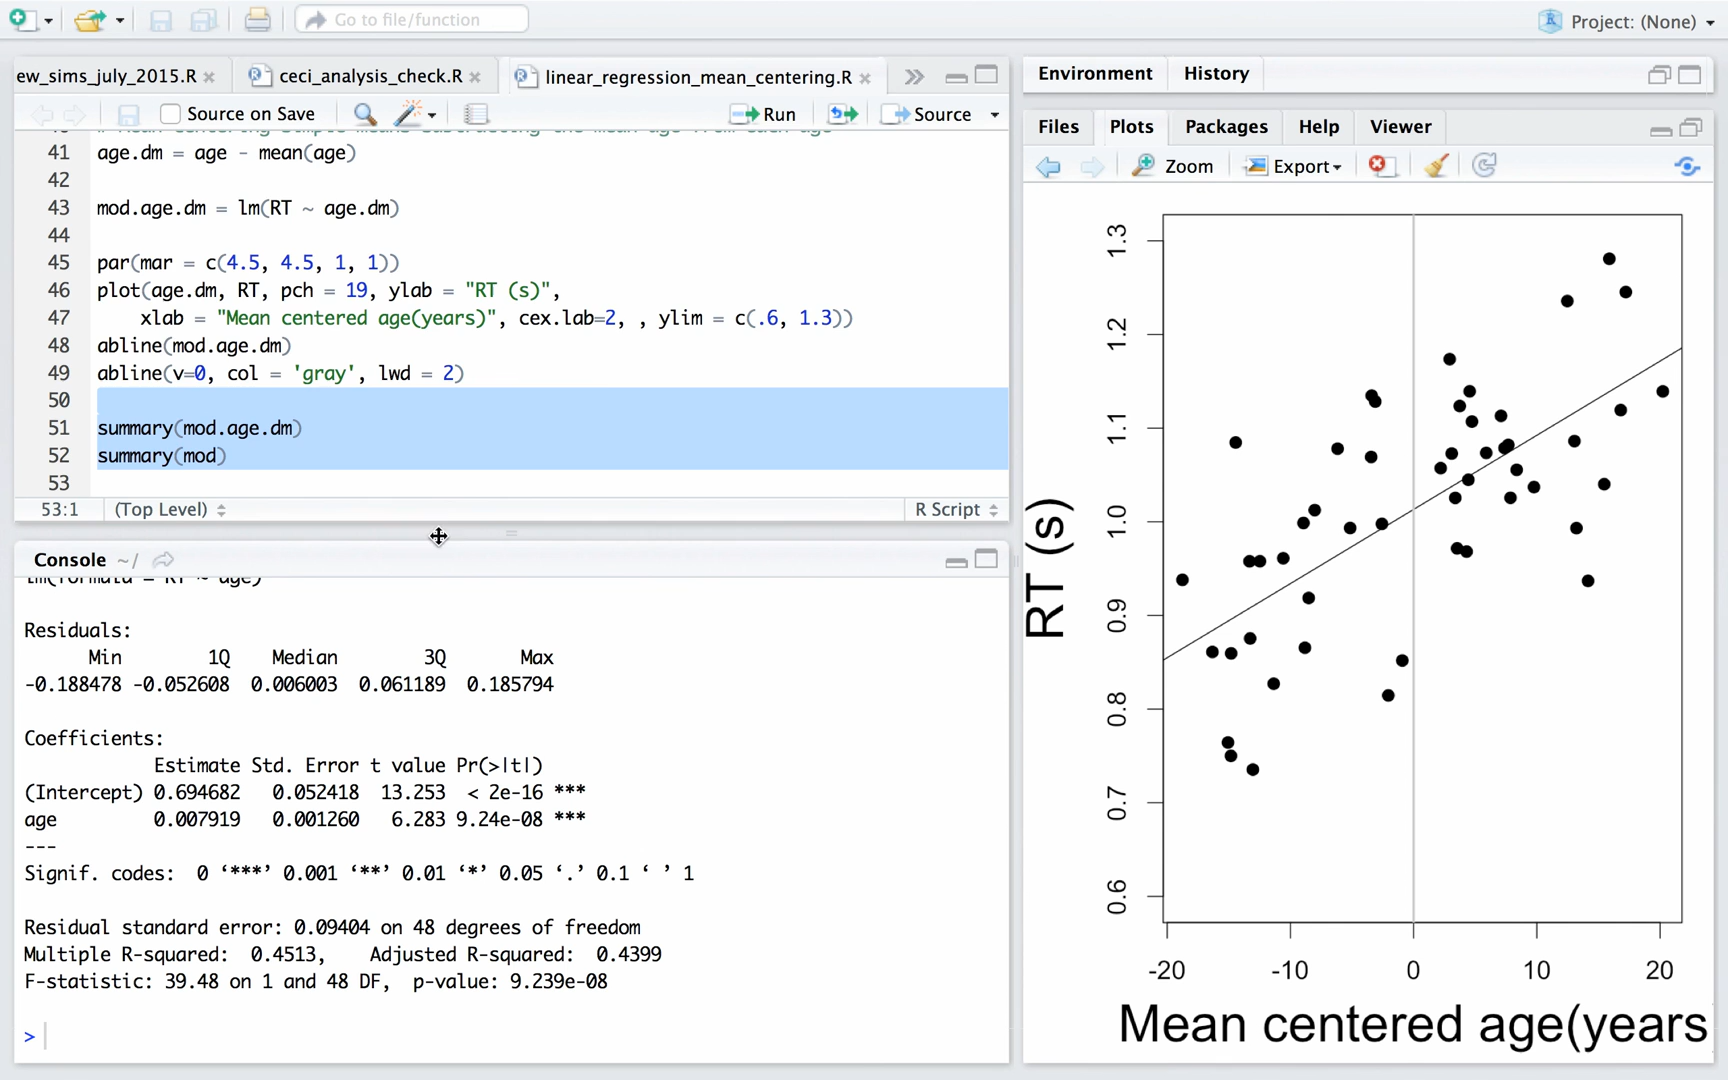 Go to file/function
Project: (None)
ew_sims_july_2015.R
ceci_analysis_check.R
linear_regression_mean_centering.R
Source on Save
Run
Source
41 age.dm = age - mean(age)
42
43 mod.age.dm = lm(RT ~ age.dm)
44
45 par(mar = c(4.5, 4.5, 1, 1))
46 plot(age.dm, RT, pch = 19, ylab = "RT (s)",
47 xlab = "Mean centered age(years)", cex.lab=2, , ylim = c(.6, 1.3))
48 abline(mod.age.dm)
49 abline(v=0, col = 'gray', lwd = 2)
50
51 summary(mod.age.dm)
52 summary(mod)
53
53:1 (Top Level) R Script
Console ~/
lm(formula = RT ~ age)
Residuals:
Min 1Q Median 3Q Max
-0.188478 -0.052608 0.006003 0.061189 0.185794
Coefficients:
Estimate Std. Error t value Pr(>|t|)
(Intercept) 0.694682 0.052418 13.253 < 2e-16 ***
age 0.007919 0.001260 6.283 9.24e-08 ***
---
Signif. codes: 0 ‘***’ 0.001 ‘**’ 0.01 ‘*’ 0.05 ‘.’ 0.1 ‘ ’ 1
Residual standard error: 0.09404 on 48 degrees of freedom
Multiple R-squared: 0.4513, Adjusted R-squared: 0.4399
F-statistic: 39.48 on 1 and 48 DF, p-value: 9.239e-08
>
Environment History
Files Plots Packages Help Viewer
Zoom Export
RT (s)
1.3
1.2
1.1
1.0
0.9
0.8
0.7
0.6
-20 -10 0 10 20
Mean centered age(years